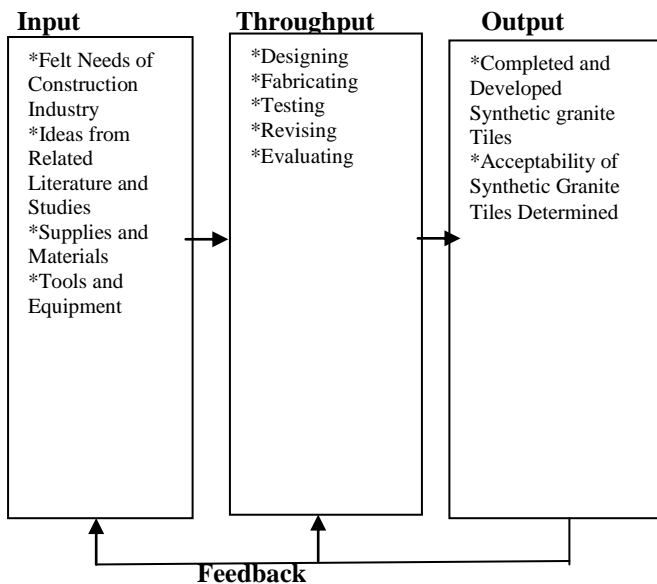 Input
*Felt Needs of
Construction
Industry
*Ideas from
Related
Literature and
Studies
*Supplies and
Materials
*Tools and
Equipment
Throughput
*Designing
*Fabricating
*Testing
*Revising
*Evaluating
Output
*Completed and
Developed
Synthetic granite
Tiles
*Acceptability of
Synthetic Granite
Tiles Determined
Feedback